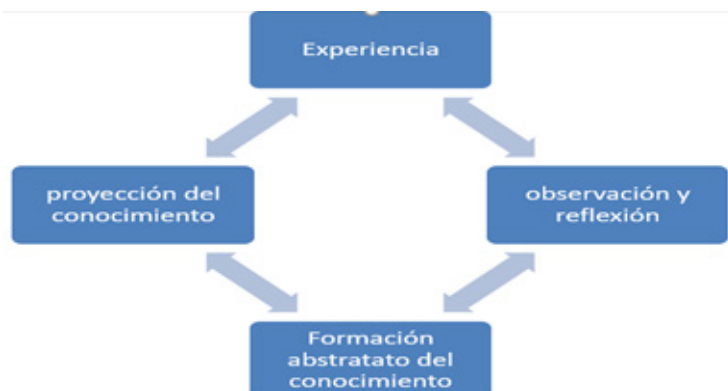 Experiencia
proyección del
conocimiento
observación y
reflexión
Formación
abstratato del
conocimiento